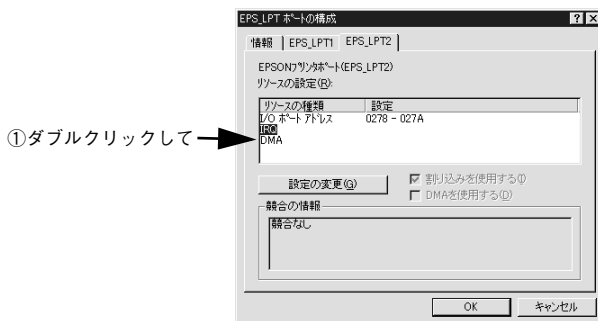 EPS_LPT ポートの構成
情報
EPS_LPT1
EPS_LPT2
EPSONプリンタポート(EPS_LPT2)
リソースの設定(R):
リソースの種類 設定
I/O ポート アドレス 0278 - 027A
IRQ
①ダブルクリックして
DMA
設定の変更(G)
割り込みを使用する(I)
DMAを使用する(D)
競合の情報
競合なし
OK
キャンセル